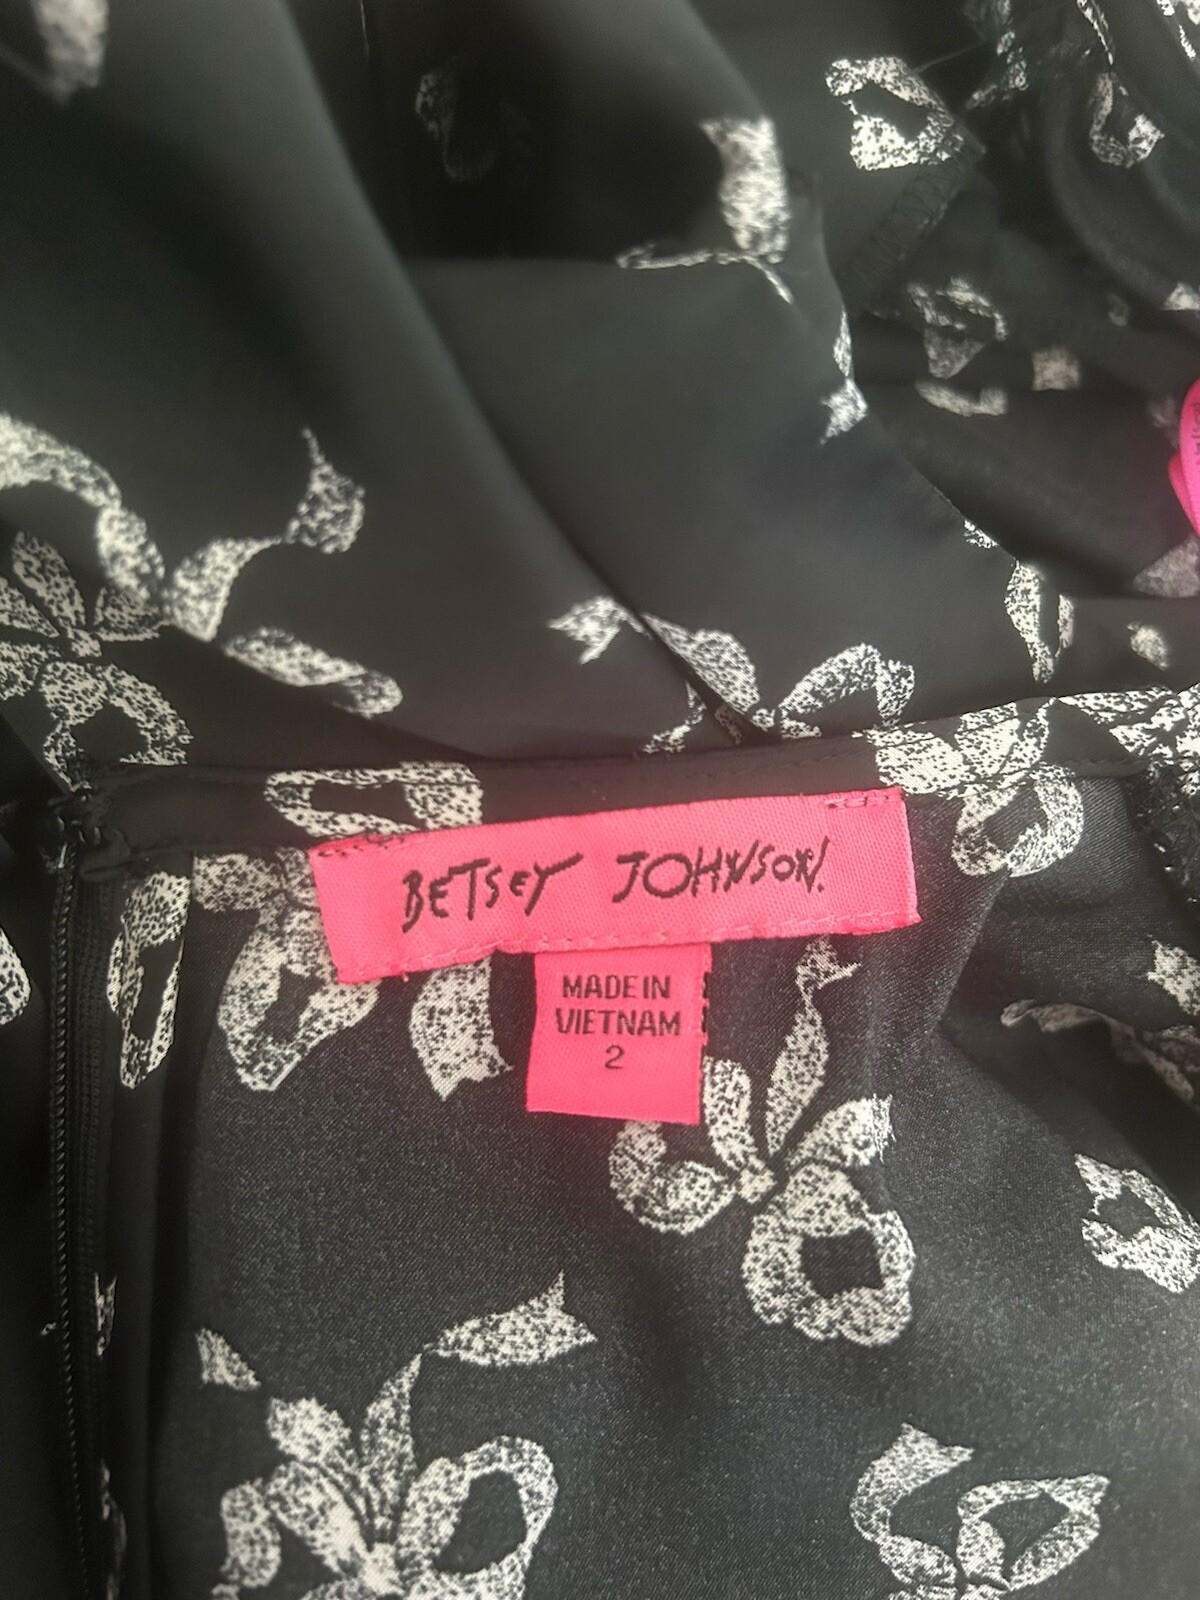 BETSEY JOHNSON.
MADE IN
VIETNAM
2